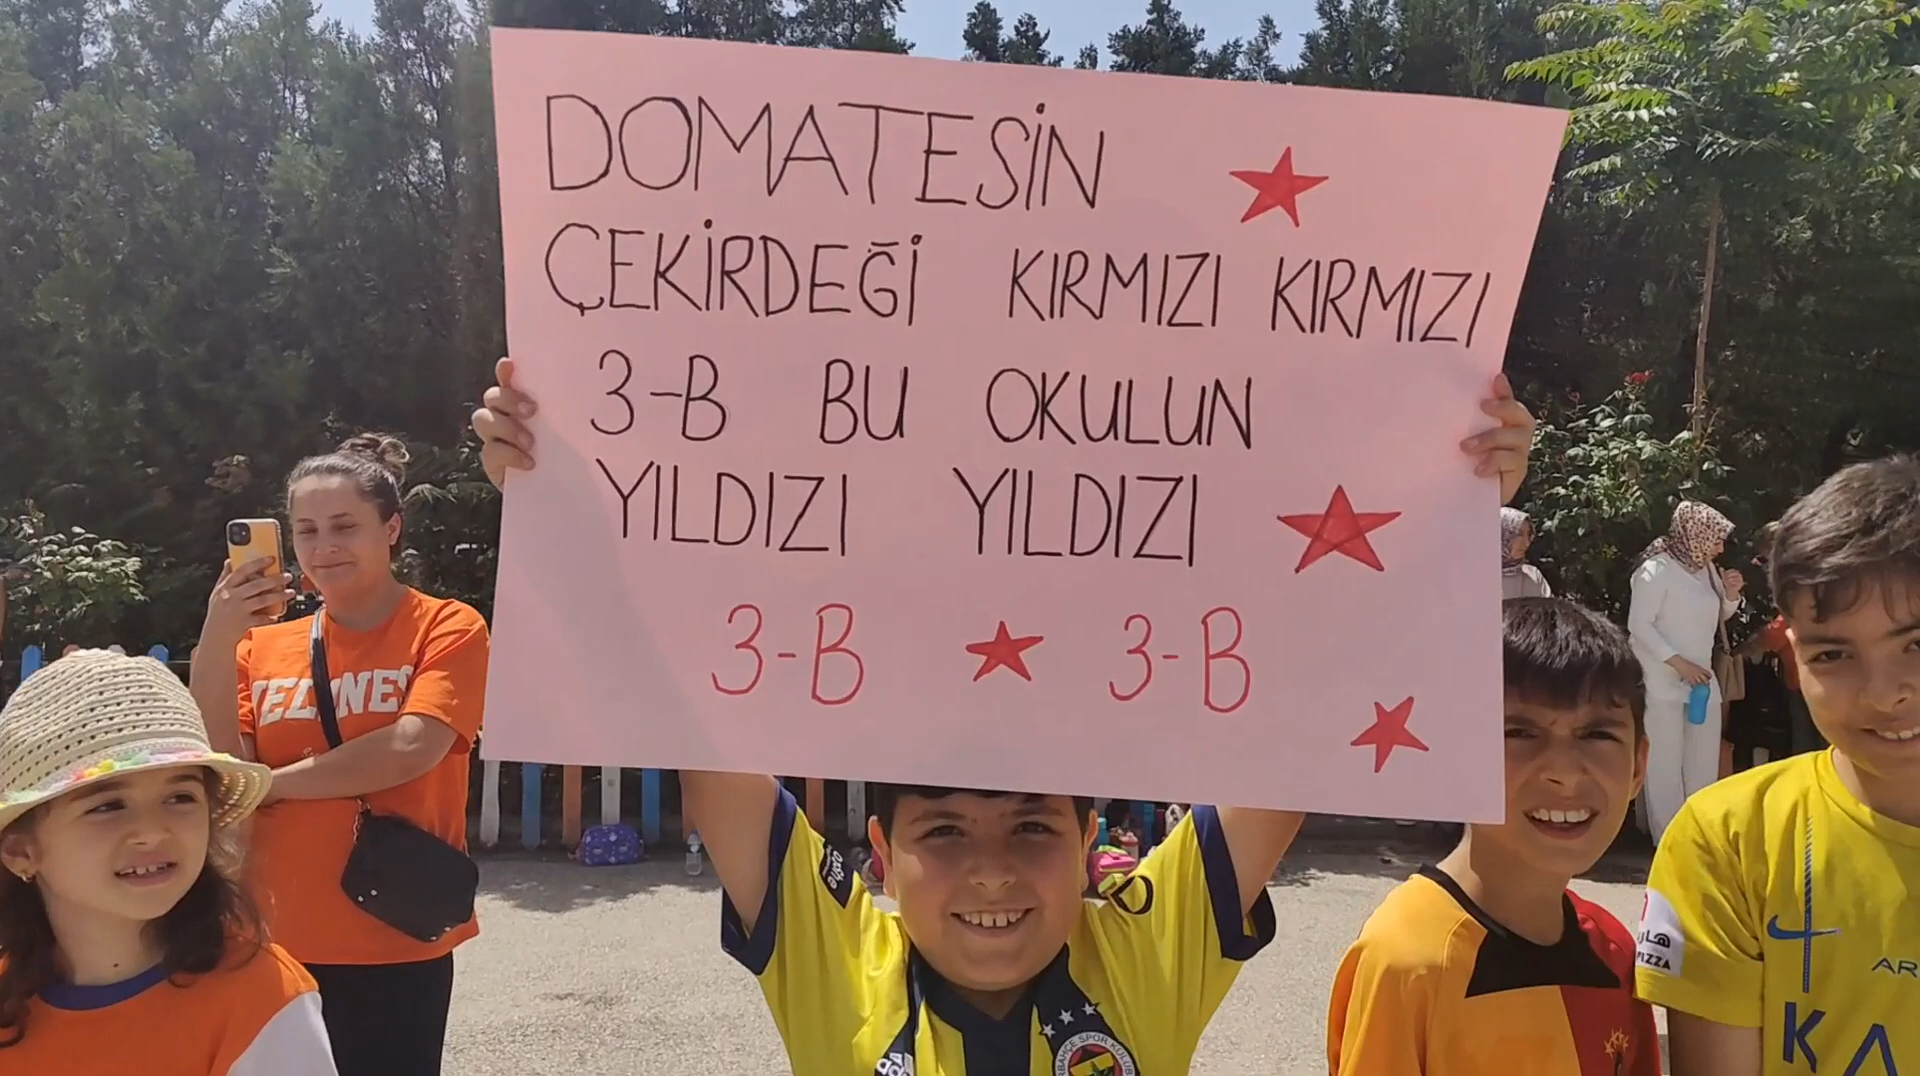 DOMATESİN
ÇEKİRDEĞİ KIRMIZI KIRMIZI
3-B BU OKULUN
YILDIZI YILDIZI
3-B 3-B